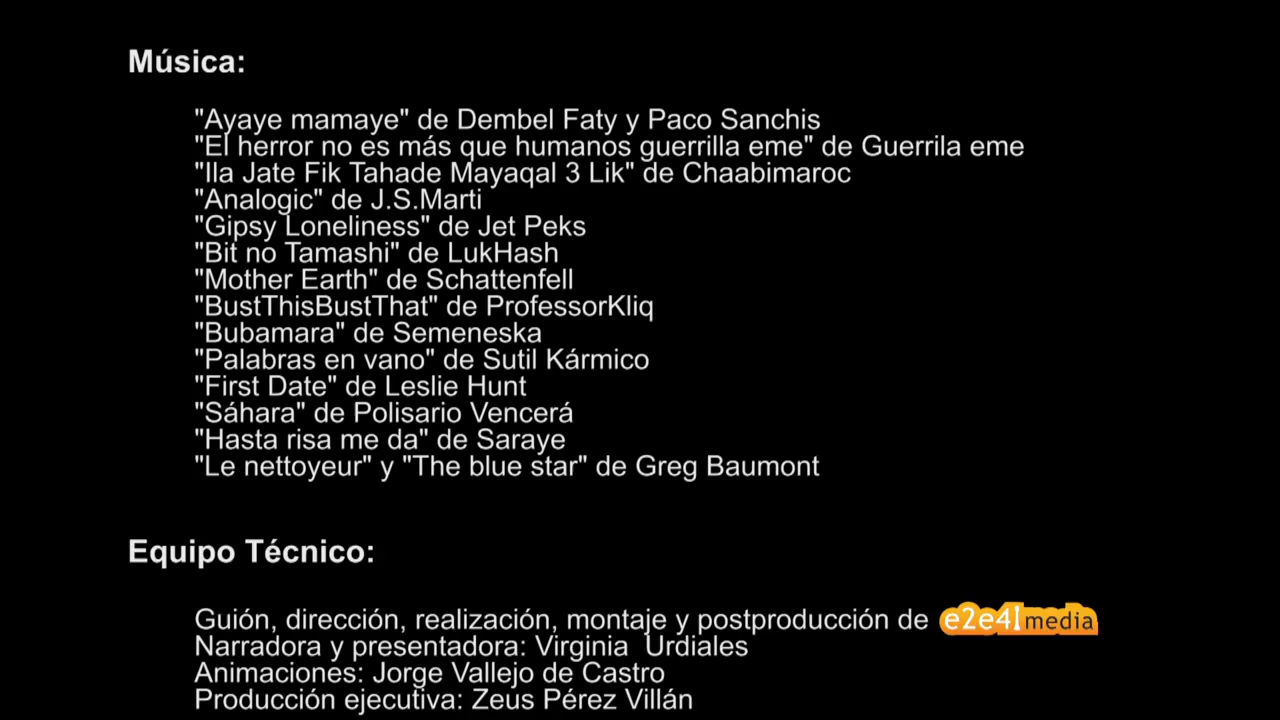 Música:
"Ayaye mamaye" de Dembel Faty y Paco Sanchis
"El herror no es más que humanos guerrilla eme" de Guerrila eme
"Ila Jate Fik Tahade Mayaqal 3 Lik" de Chaabimaroc
"Analogic" de J.S.Marti
"Gipsy Loneliness" de Jet Peks
"Bit no Tamashi" de LukHash
"Mother Earth" de Schattenfell
"BustThisBustThat" de ProfessorKliq
"Bubamara" de Semeneska
"Palabras en vano" de Sutil Kármico
"First Date" de Leslie Hunt
"Sáhara" de Polisario Vencerá
"Hasta risa me da" de Saraye
"Le nettoyeur" y "The blue star" de Greg Baumont
Equipo Técnico:
Guión, dirección, realización, montaje y postproducción de e2e4!media
Narradora y presentadora: Virginia  Urdiales
Animaciones: Jorge Vallejo de Castro
Producción ejecutiva: Zeus Pérez Villán